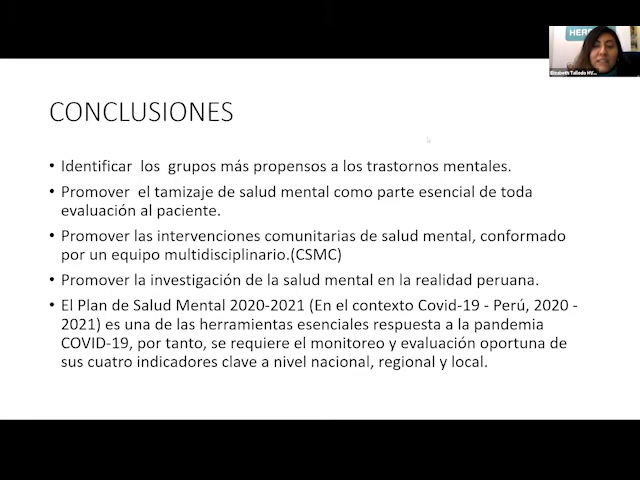 HERD
Elizabeth Talledo HV...
CONCLUSIONES
• Identificar los grupos más propensos a los trastornos mentales.
• Promover el tamizaje de salud mental como parte esencial de toda
evaluación al paciente.
• Promover las intervenciones comunitarias de salud mental, conformado
por un equipo multidisciplinario.(CSMC)
• Promover la investigación de la salud mental en la realidad peruana.
• El Plan de Salud Mental 2020-2021 (En el contexto Covid-19 - Perú, 2020 -
2021) es una de las herramientas esenciales respuesta a la pandemia
COVID-19, por tanto, se requiere el monitoreo y evaluación oportuna de
sus cuatro indicadores clave a nivel nacional, regional y local.